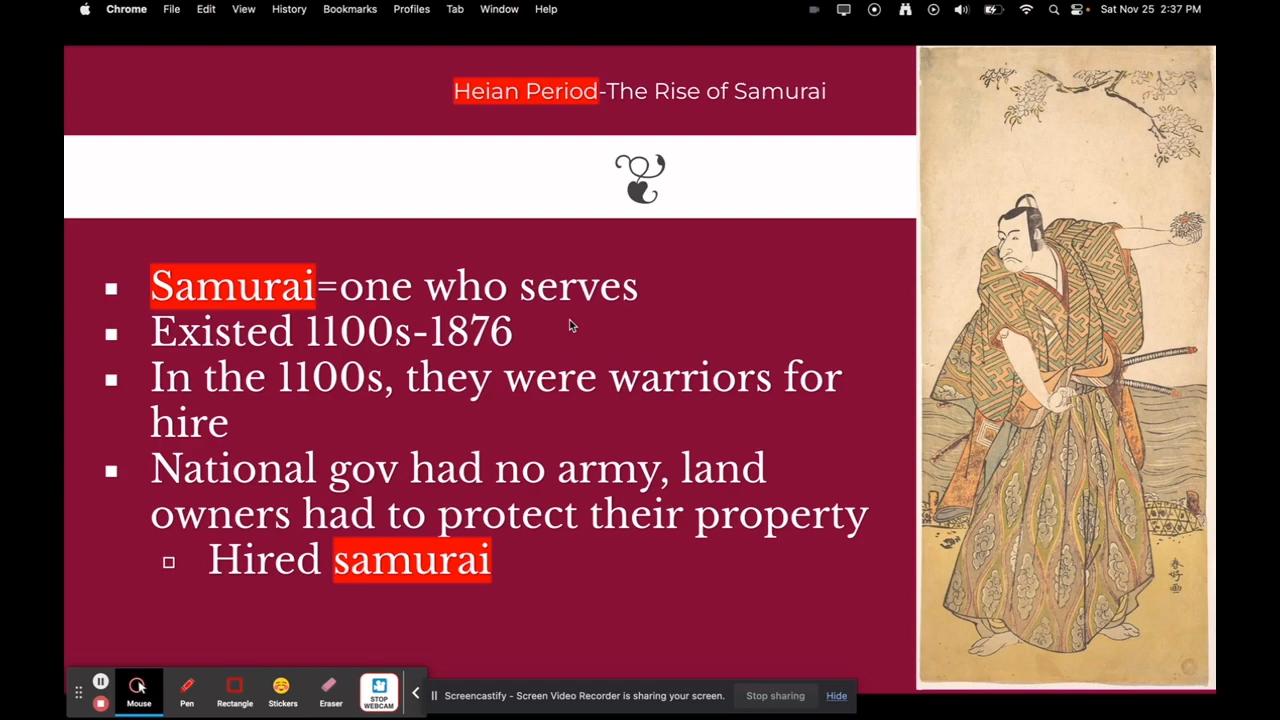 Chrome File Edit View History Bookmarks Profiles Tab Window Help Sat Nov 25 2:37 PM
Heian Period-The Rise of Samurai
Samurai=one who serves
Existed 1100s-1876
In the 1100s, they were warriors for
hire
National gov had no army, land
owners had to protect their property
Hired samurai
春好画
Mouse Pen Rectangle Stickers Eraser STOP WEBCAM
Screencastify - Screen Video Recorder is sharing your screen. Stop sharing Hide